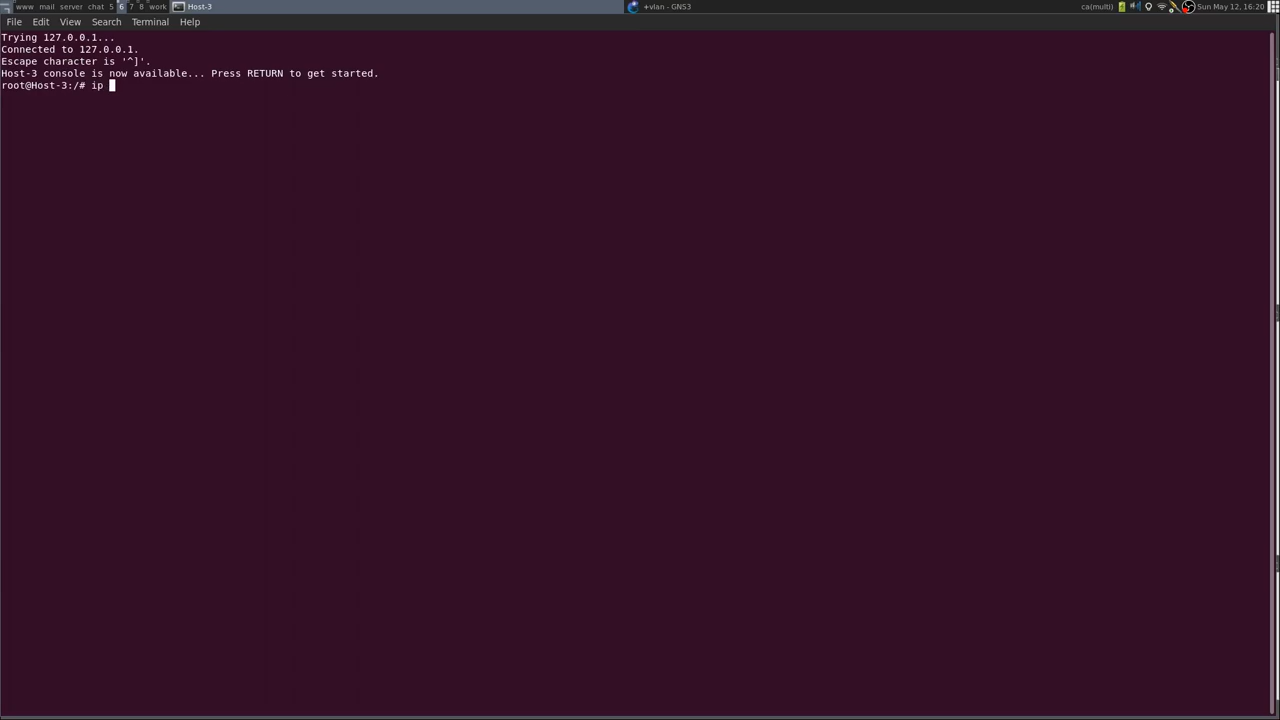 www mail server chat 5 6 7 8 work Host-3 +vlan - GNS3 ca(multi) Sun May 12, 16:20
File Edit View Search Terminal Help
Trying 127.0.0.1...
Connected to 127.0.0.1.
Escape character is '^]'.
Host-3 console is now available... Press RETURN to get started.
root@Host-3:/# ip